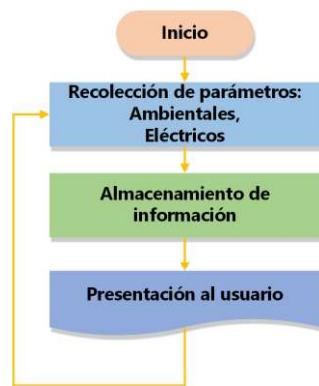 Inicio
Recolección de parámetros:
Ambientales,
Eléctricos
Almacenamiento de
información
Presentación al usuario